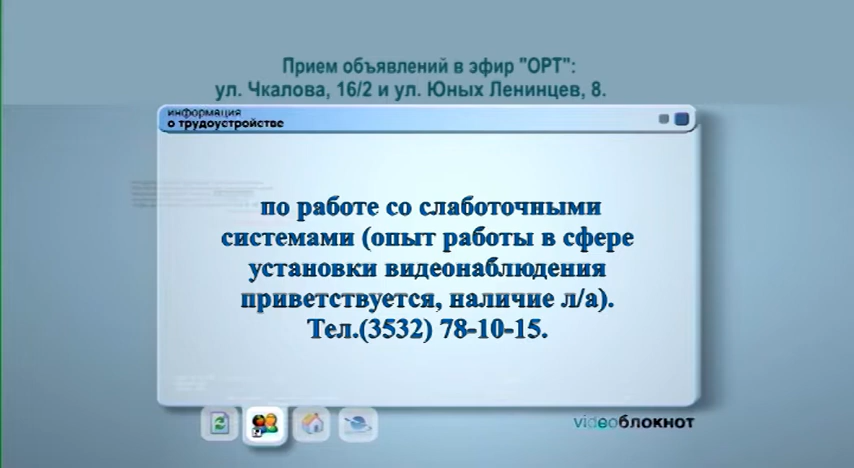 Прием объявлений в эфир "ОРТ":
ул. Чкалова, 16/2 и ул. Юных Ленинцев, 8.
информация
о трудоустройстве
по работе со слаботочными
системами (опыт работы в сфере
установки видеонаблюдения
приветствуется, наличие л/а).
Тел.(3532) 78-10-15.
videoблокнот